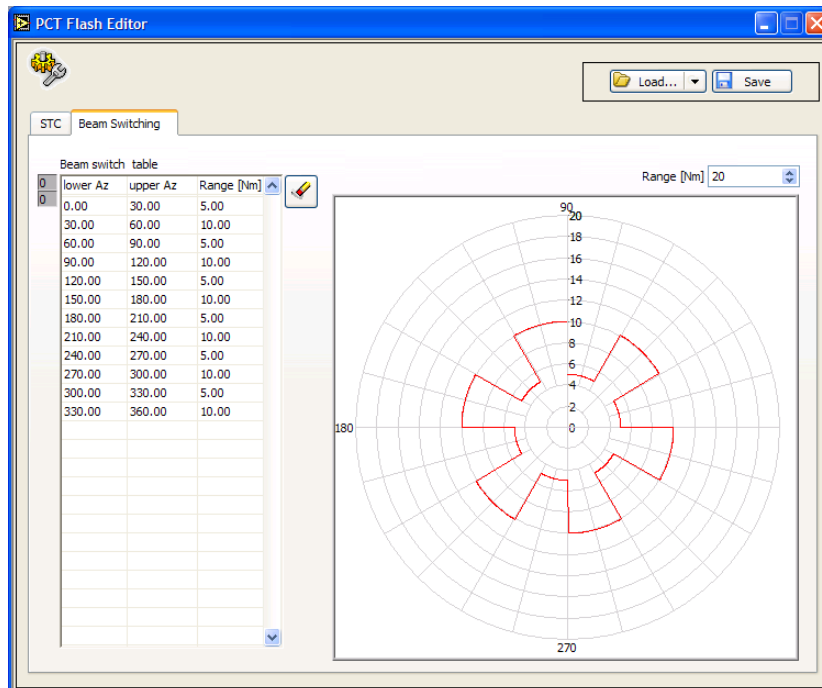 PCT Flash Editor
Load... Save
STC Beam Switching
Beam switch table
Range [Nm] 20
0
0
lower Az upper Az Range [Nm]
0.00 30.00 5.00
30.00 60.00 10.00
60.00 90.00 5.00
90.00 120.00 10.00
120.00 150.00 5.00
150.00 180.00 10.00
180.00 210.00 5.00
210.00 240.00 10.00
240.00 270.00 5.00
270.00 300.00 10.00
300.00 330.00 5.00
330.00 360.00 10.00
90
20
18
16
14
12
10
8
6
4
2
180 0
270